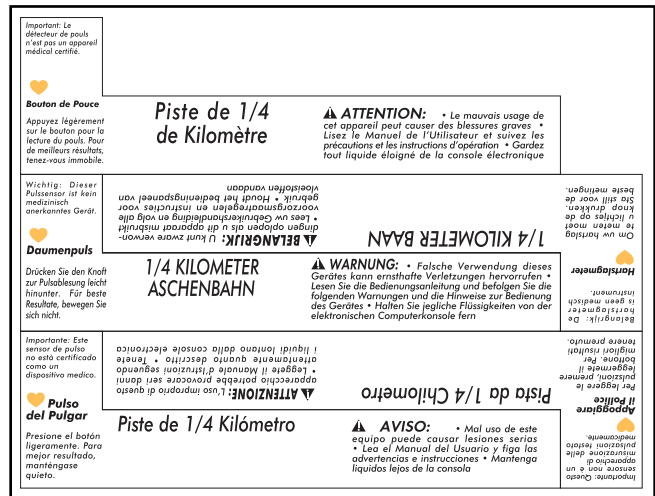 Important: Le
détecteur de pouls
n'est pas un appareil
médical certifié.
Bouton de Pouce
Appuyez légèrement
sur le bouton pour la
lecture du pouls. Pour
de meilleurs résultats,
tenez-vous immobile.
Piste de 1/4
de Kilomètre
ATTENTION: • Le mauvais usage de
cet appareil peut causer des blessures graves •
Lisez le Manuel de l'Utilisateur et suivez les
précautions et les instructions d'opération • Gardez
tout liquide éloigné de la console électronique
Wichtig: Dieser
Pulssensor ist kein
medizinisch
anerkanntes Gerät.
Daumenpuls
Drücken Sie den Knoft
zur Pulsablesung leicht
hinunter. Für beste
Resultate, bewegen Sie
sich nicht.
BELANGRIJK: U kunt zware verwon-
dingen oplopen als u dit apparaat misbruikt
• Lees uw Gebruikershandleiding en volg alle
voorzorgsmaatregelen en instructies voor
gebruik • Houdt het bedieningspaneel van
vloeistoffen vandaan
1/4 KILOMETER BAAN
Belangrijk: De
hartslagmeter
is geen medisch
instrument.
Hartslagmeter
Om uw hartslag
te meten moet
u lichtjes op de
knop drukken.
Sta still voor de
beste metingen.
1/4 KILOMETER
ASCHENBAHN
WARNUNG: • Falsche Verwendung dieses
Gerätes kann ernsthafte Verletzungen hervorrufen •
Lesen Sie die Bedienungsanleitung und befolgen Sie die
folgenden Warnungen und die Hinweise zur Bedienung
des Gerätes • Halten Sie jegliche Flüssigkeiten von der
elektronischen Computerkonsole fern
Importante: Este
sensor de pulso
no está certificado
como un
dispositivo medico.
Pulso
del Pulgar
Presione el botón
ligeramente. Para
mejor resultado,
manténgase
quieto.
ATTENZIONE: L'uso improprio di questo
apparecchio potrebbe provocare seri danni
• Leggete il Manuale d'Istruzioni seguendo
attentamente quanto descritto • Tenete
i liquidi lontano dalla console electronica
Pista da 1/4 Chilometro
Importante: Questo
sensore non è un
apparecchio di
misurazione delle
pulsazioni testato
medicamente.
Appoggiare
il Pollice
Per leggere le
pulsazioni, premere
leggermete il
bottone. Per
migliori risultati
tenere premuto.
Piste de 1/4 Kilómetro
AVISO: • Mal uso de este
equipo puede causar lesiones serias
• Lea el Manual del Usuario y figa las
advertencias e instrucciones • Mantenga
liquidos lejos de la consola